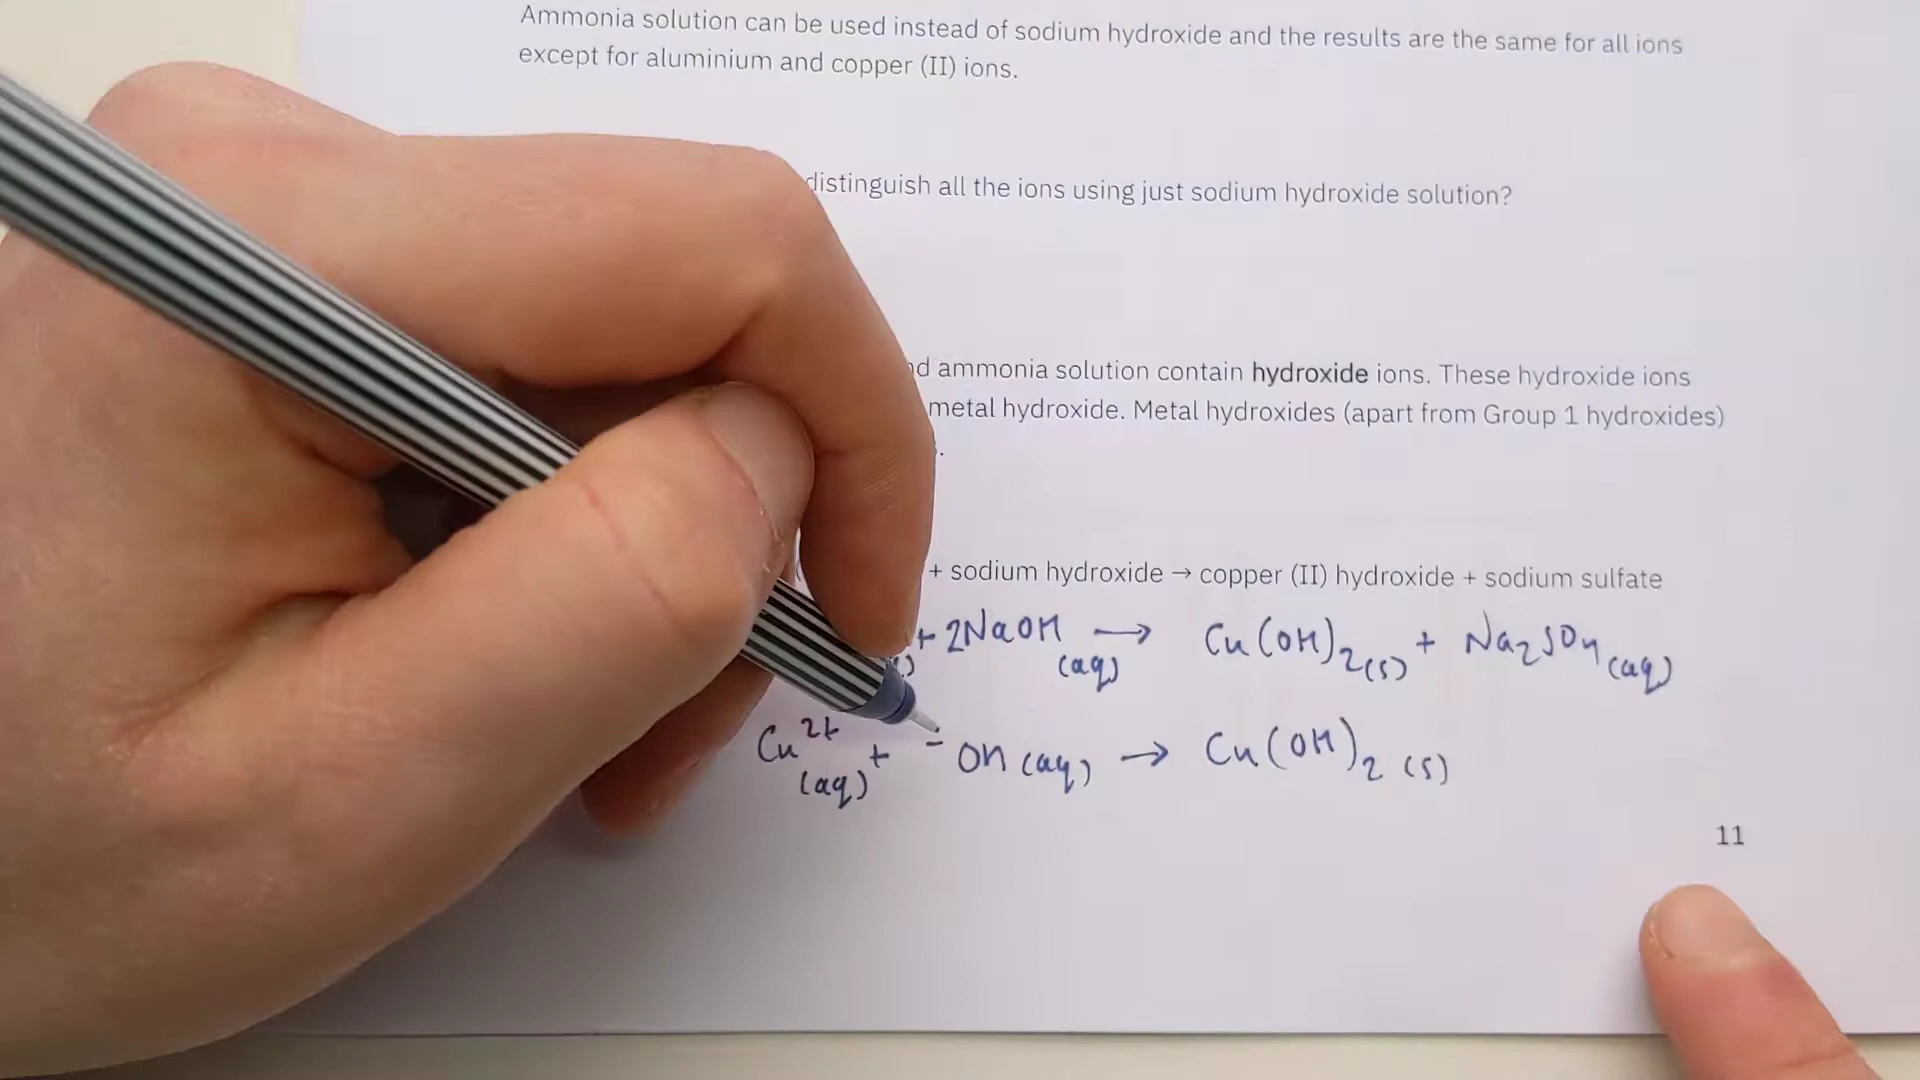 Ammonia solution can be used instead of sodium hydroxide and the results are the same for all ions
except for aluminium and copper (II) ions.
distinguish all the ions using just sodium hydroxide solution?
ammonia solution contain hydroxide ions. These hydroxide ions
metal hydroxide. Metal hydroxides (apart from Group 1 hydroxides)
+ sodium hydroxide → copper (II) hydroxide + sodium sulfate
+ 2NaOH (aq) → Cu(OH)₂(s) + Na₂SO₄ (aq)
Cu²⁺ (aq) + ⁻OH (aq) → Cu(OH)₂ (s)
11